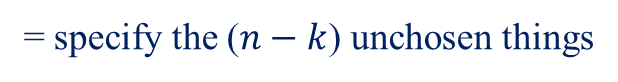 = specify the (n − k) unchosen things